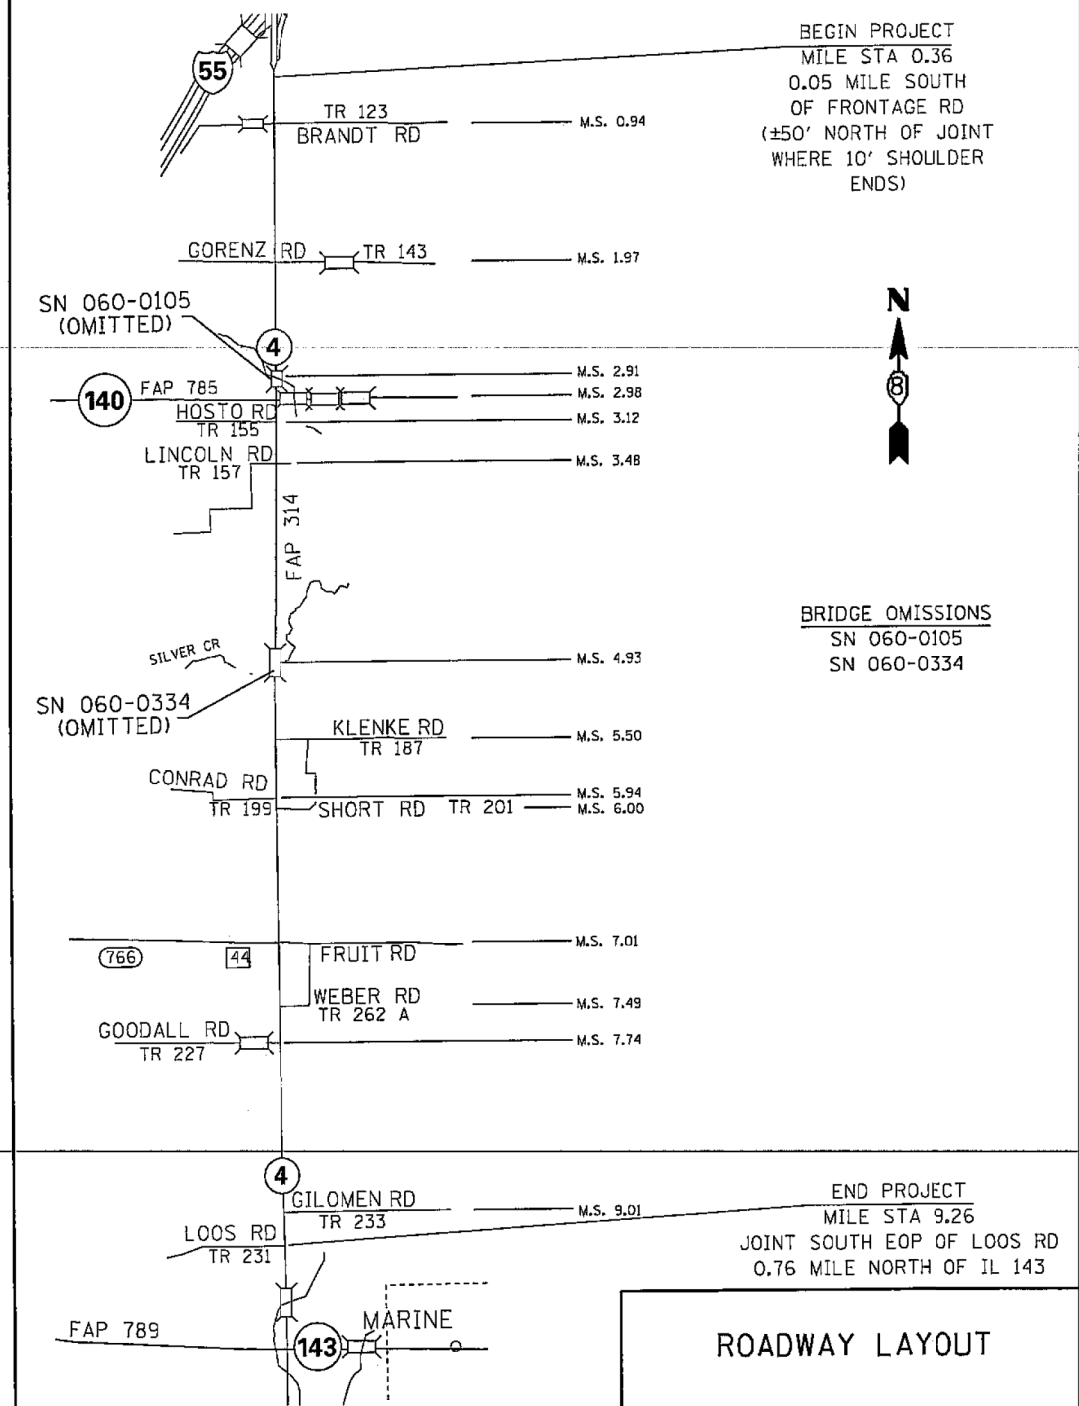 BEGIN PROJECT
MILE STA 0.36
0.05 MILE SOUTH
OF FRONTAGE RD
(±50' NORTH OF JOINT
WHERE 10' SHOULDER
ENDS)
55
TR 123
BRANDT RD
M.S. 0.94
GORENZ RD
TR 143
M.S. 1.97
SN 060-0105
(OMITTED)
4
N
8
M.S. 2.91
140
FAP 785
M.S. 2.98
HOSTO RD
TR 155
M.S. 3.12
LINCOLN RD
TR 157
M.S. 3.48
FAP 314
BRIDGE OMISSIONS
SN 060-0105
SN 060-0334
SILVER CR
M.S. 4.93
SN 060-0334
(OMITTED)
KLENKE RD
TR 187
M.S. 5.50
CONRAD RD
TR 199
M.S. 5.94
SHORT RD TR 201
M.S. 6.00
766
44
FRUIT RD
M.S. 7.01
WEBER RD
TR 262 A
M.S. 7.49
GOODALL RD
TR 227
M.S. 7.74
4
GILOMEN RD
TR 233
M.S. 9.01
LOOS RD
TR 231
END PROJECT
MILE STA 9.26
JOINT SOUTH EOP OF LOOS RD
0.76 MILE NORTH OF IL 143
FAP 789
143
MARINE
ROADWAY LAYOUT